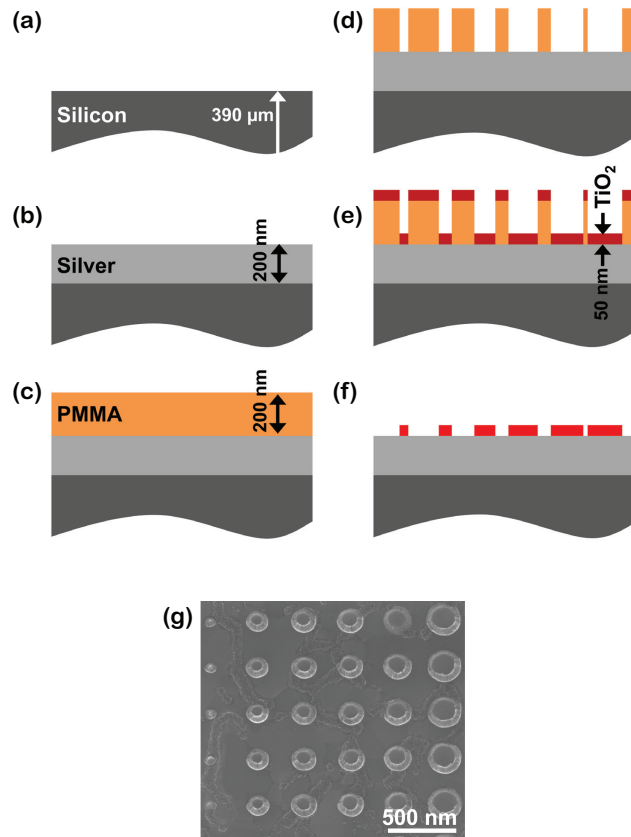 (a)
Silicon
390 µm
(b)
Silver
200 nm
(c)
PMMA
200 nm
(d)
(e)
TiO₂
50 nm
(f)
(g)
500 nm